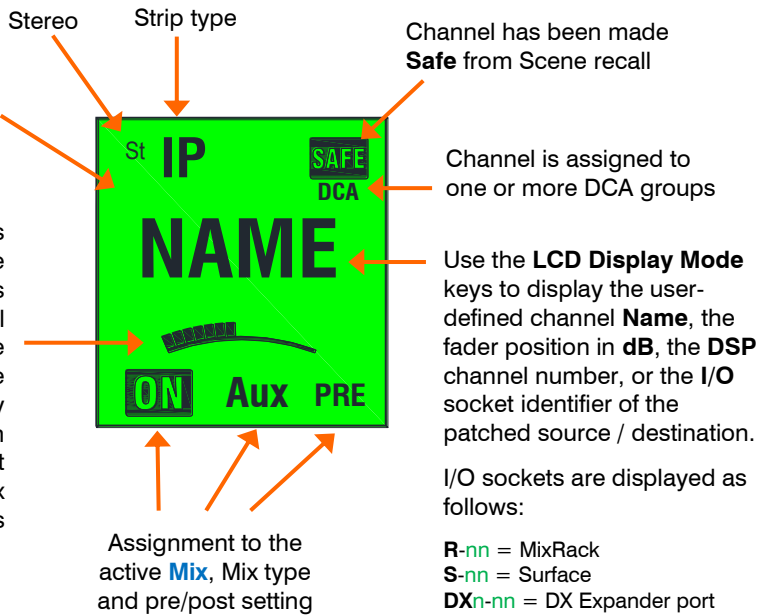 Stereo
Strip type
Channel has been made
Safe from Scene recall
St IP
SAFE
DCA
Channel is assigned to
one or more DCA groups
NAME
Use the LCD Display Mode
keys to display the user-
defined channel Name, the
fader position in dB, the DSP
channel number, or the I/O
socket identifier of the
patched source / destination.
ON Aux PRE
I/O sockets are displayed as
follows:
R-nn = MixRack
S-nn = Surface
DXn-nn = DX Expander port
Assignment to the
active Mix, Mix type
and pre/post setting